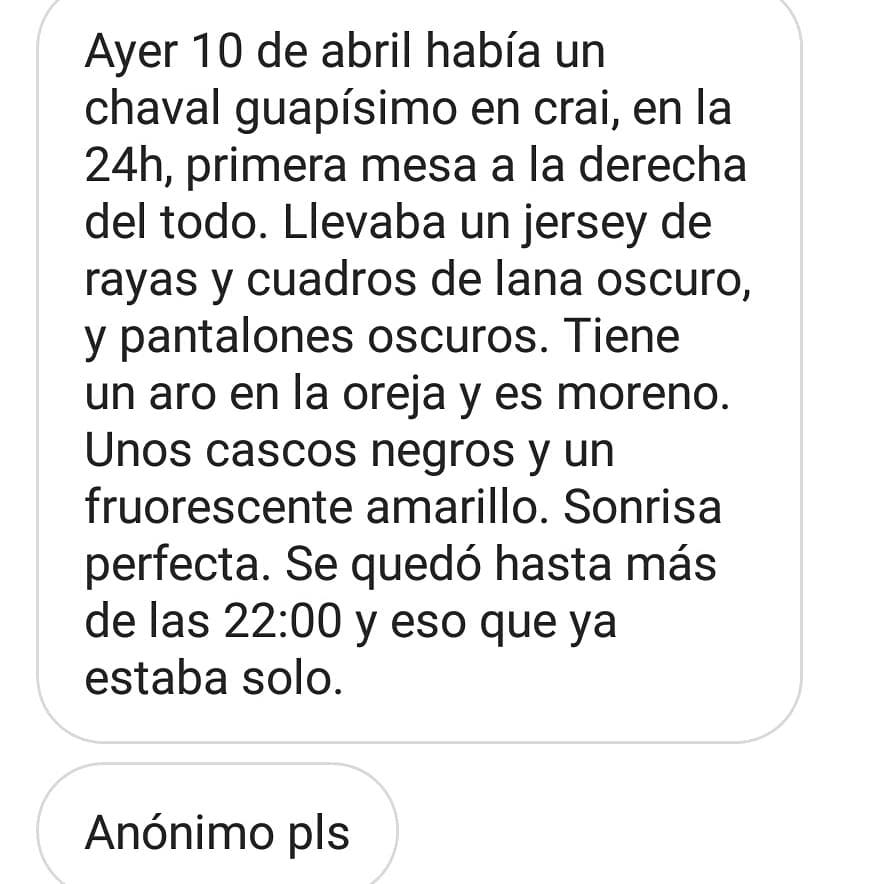 Ayer 10 de abril había un
chaval guapísimo en crai, en la
24h, primera mesa a la derecha
del todo. Llevaba un jersey de
rayas y cuadros de lana oscuro,
y pantalones oscuros. Tiene
un aro en la oreja y es moreno.
Unos cascos negros y un
fruorescente amarillo. Sonrisa
perfecta. Se quedó hasta más
de las 22:00 y eso que ya
estaba solo.
Anónimo pls